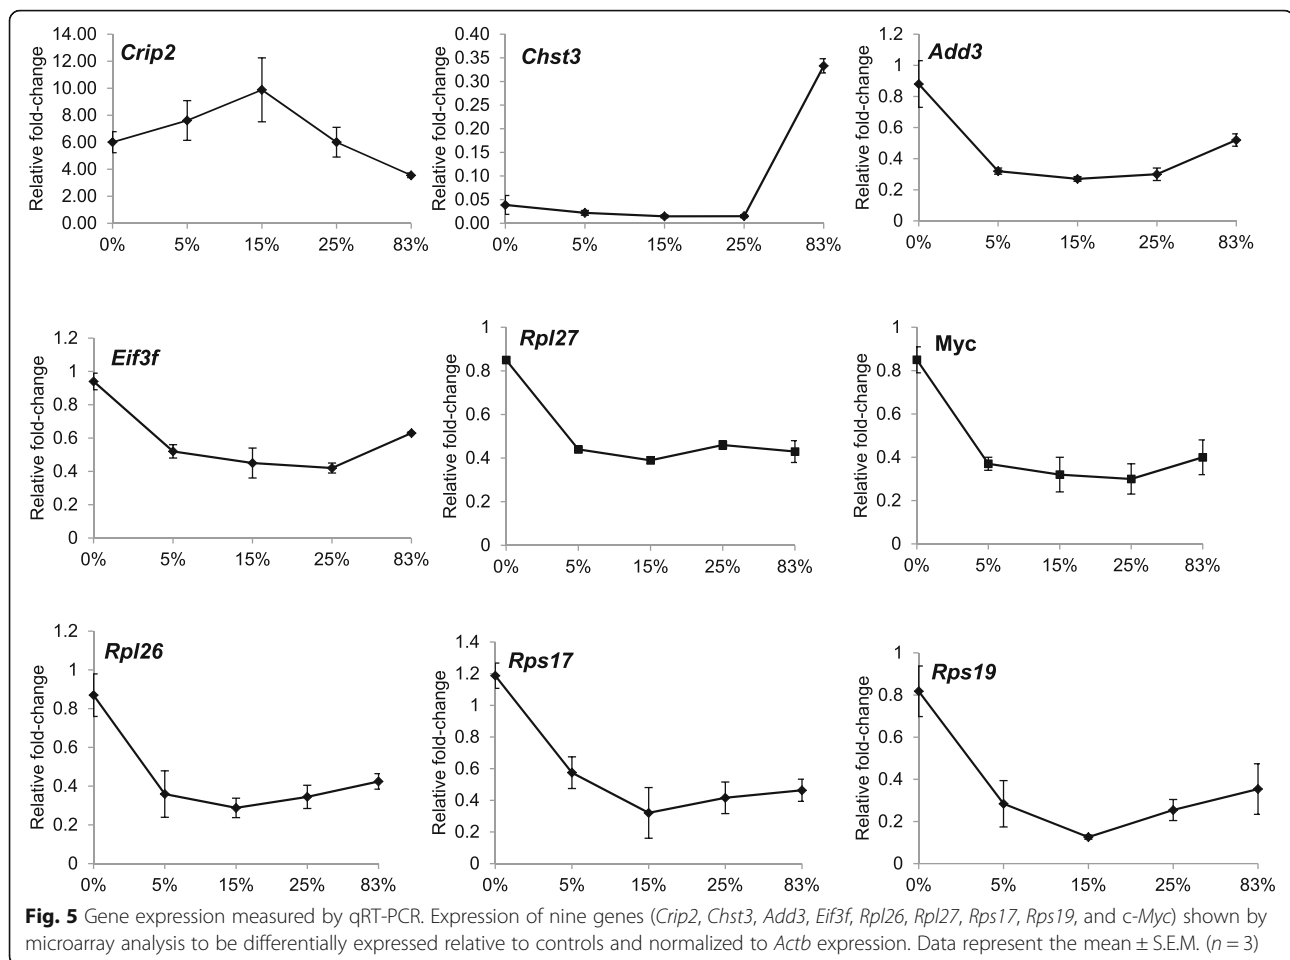 Crip2
Relative fold-change
14.00
12.00
10.00
8.00
6.00
4.00
2.00
0.00
0% 5% 15% 25% 83%
Chst3
Relative fold-change
0.40
0.35
0.30
0.25
0.20
0.15
0.10
0.05
0.00
0% 5% 15% 25% 83%
Add3
Relative fold-change
1.2
1
0.8
0.6
0.4
0.2
0
0% 5% 15% 25% 83%
Eif3f
Relative fold-change
1.2
1
0.8
0.6
0.4
0.2
0
0% 5% 15% 25% 83%
Rpl27
Relative fold-change
1
0.8
0.6
0.4
0.2
0
0% 5% 15% 25% 83%
Myc
Relative fold-change
1
0.8
0.6
0.4
0.2
0
0% 5% 15% 25% 83%
Rpl26
Relative fold-change
1.2
1
0.8
0.6
0.4
0.2
0
0% 5% 15% 25% 83%
Rps17
Relative fold-change
1.4
1.2
1
0.8
0.6
0.4
0.2
0
0% 5% 15% 25% 83%
Rps19
Relative fold-change
1
0.8
0.6
0.4
0.2
0
0% 5% 15% 25% 83%
Fig. 5 Gene expression measured by qRT-PCR. Expression of nine genes (Crip2, Chst3, Add3, Eif3f, Rpl26, Rpl27, Rps17, Rps19, and c-Myc) shown by
microarray analysis to be differentially expressed relative to controls and normalized to Actb expression. Data represent the mean ± S.E.M. (n = 3)